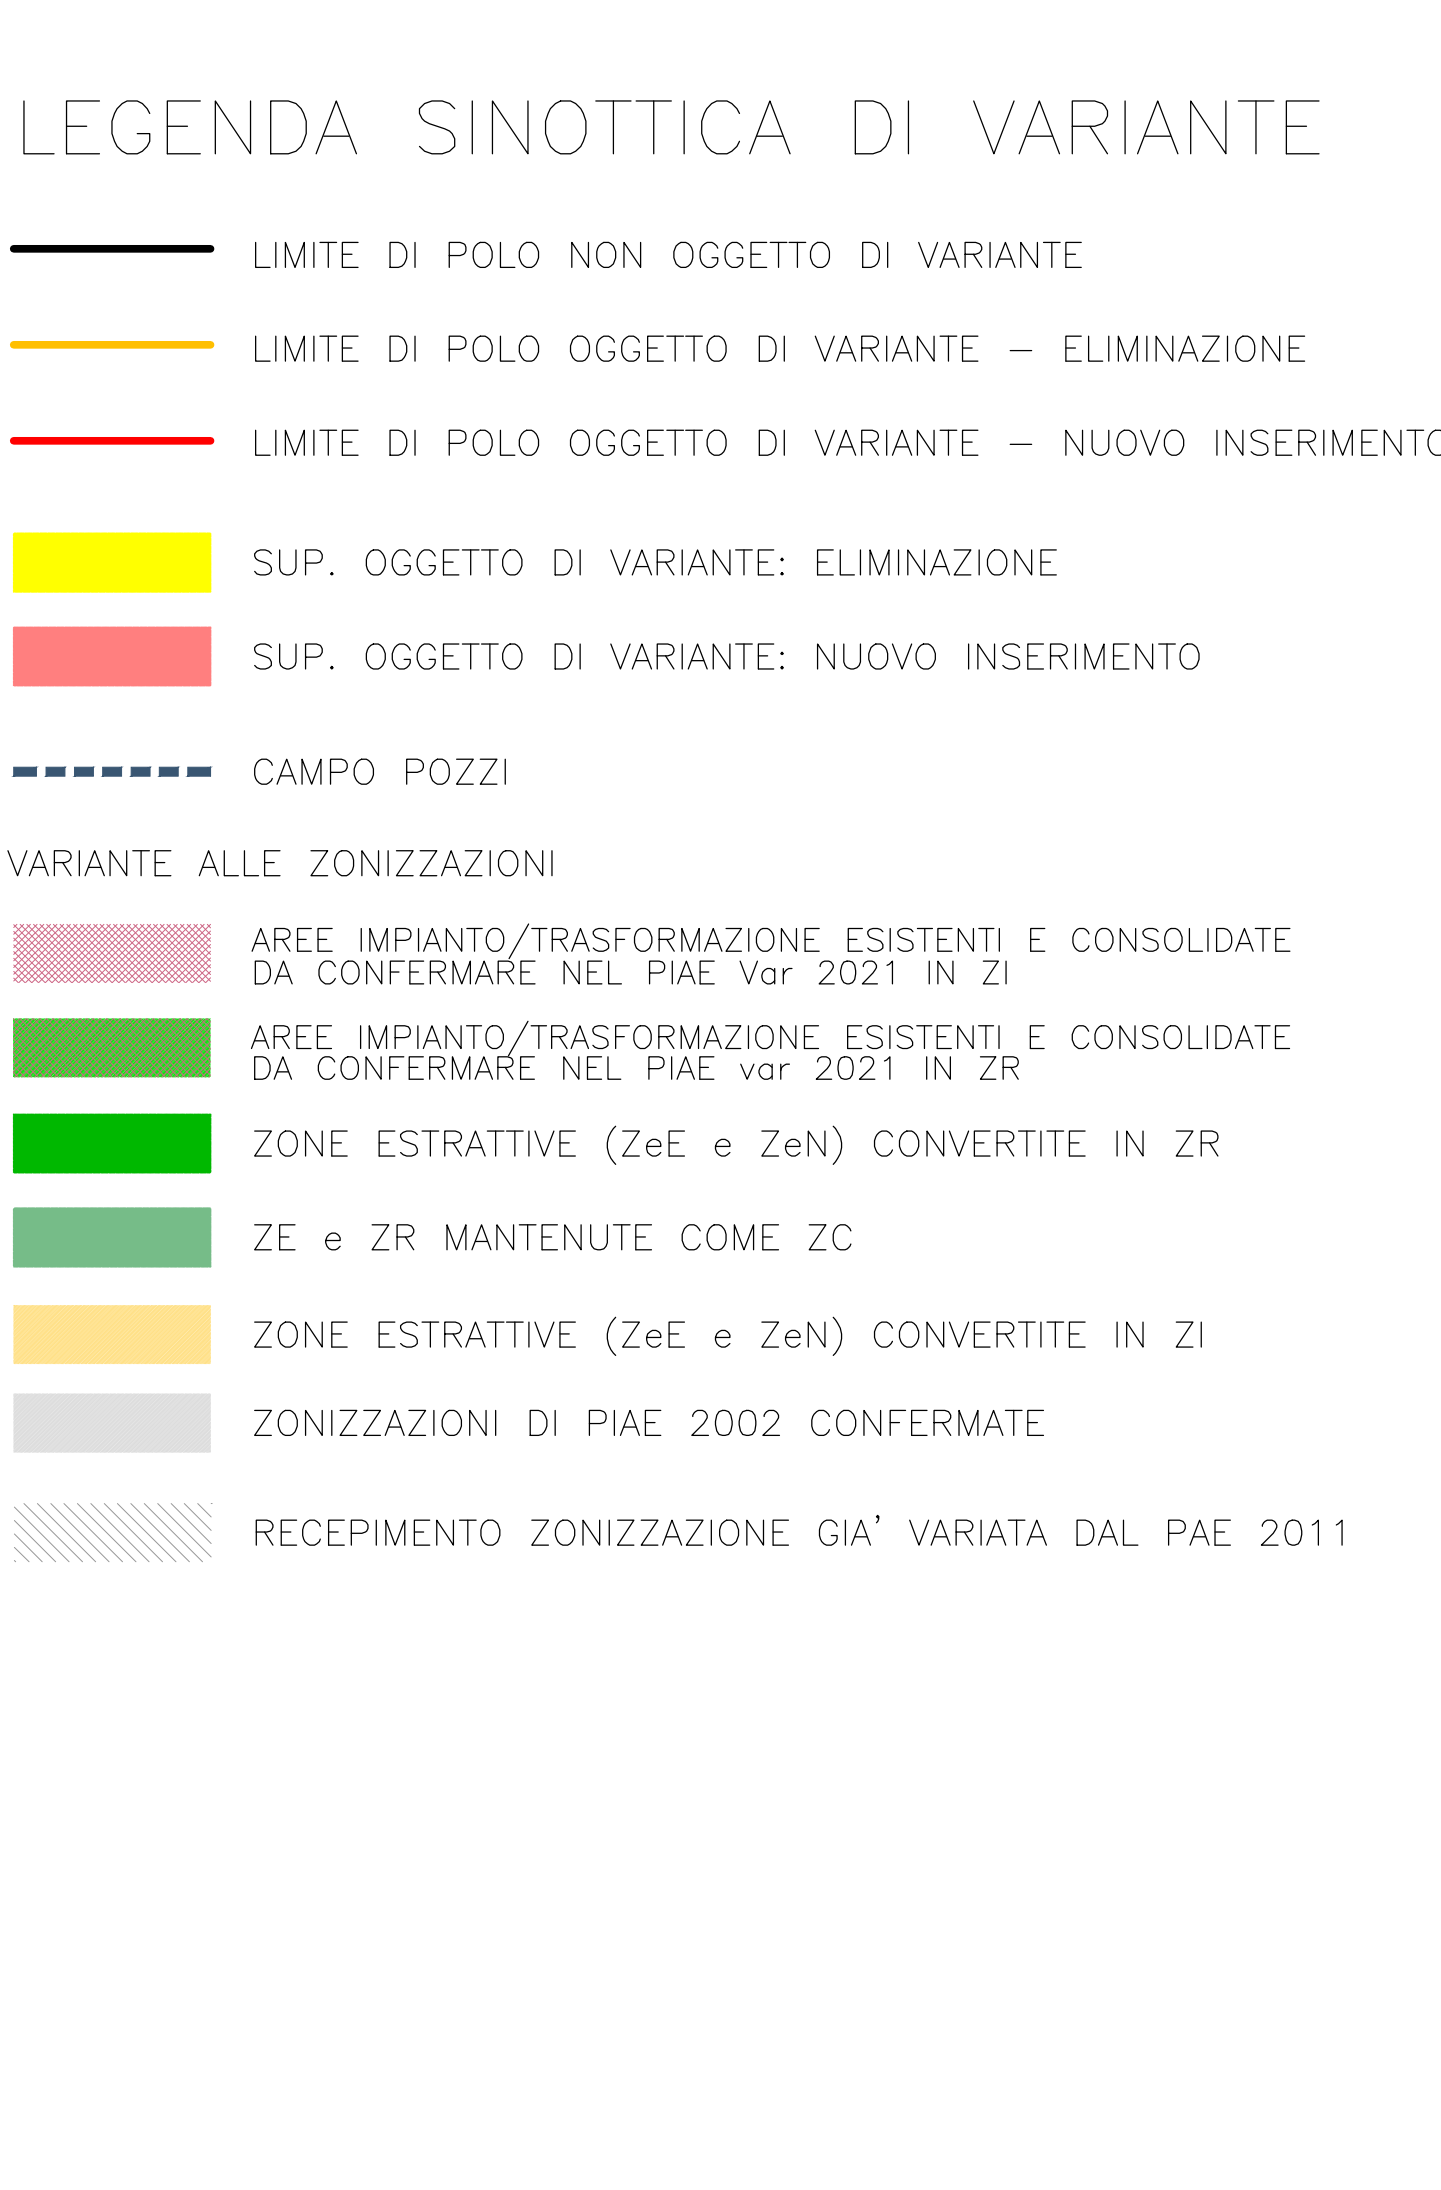 LEGENDA SINOTTICA DI VARIANTE
LIMITE DI POLO NON OGGETTO DI VARIANTE
LIMITE DI POLO OGGETTO DI VARIANTE – ELIMINAZIONE
LIMITE DI POLO OGGETTO DI VARIANTE – NUOVO INSERIMENTO
SUP. OGGETTO DI VARIANTE: ELIMINAZIONE
SUP. OGGETTO DI VARIANTE: NUOVO INSERIMENTO
CAMPO POZZI
VARIANTE ALLE ZONIZZAZIONI
AREE IMPIANTO/TRASFORMAZIONE ESISTENTI E CONSOLIDATE
DA CONFERMARE NEL PIAE Var 2021 IN ZI
AREE IMPIANTO/TRASFORMAZIONE ESISTENTI E CONSOLIDATE
DA CONFERMARE NEL PIAE var 2021 IN ZR
ZONE ESTRATTIVE (ZeE e ZeN) CONVERTITE IN ZR
ZE e ZR MANTENUTE COME ZC
ZONE ESTRATTIVE (ZeE e ZeN) CONVERTITE IN ZI
ZONIZZAZIONI DI PIAE 2002 CONFERMATE
RECEPIMENTO ZONIZZAZIONE GIA' VARIATA DAL PAE 2011